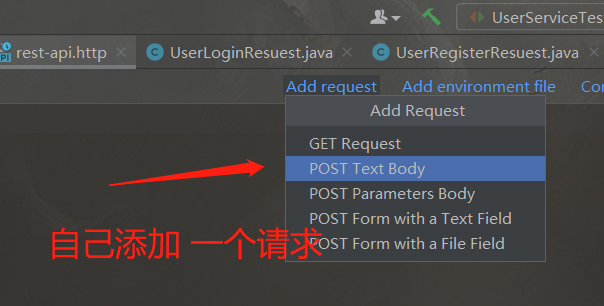 UserServiceTes
rest-api.http
UserLoginResuest.java
UserRegisterResuest.java
Add request
Add environment file
Co
Add Request
GET Request
POST Text Body
POST Parameters Body
POST Form with a Text Field
POST Form with a File Field
自己添加 一个请求